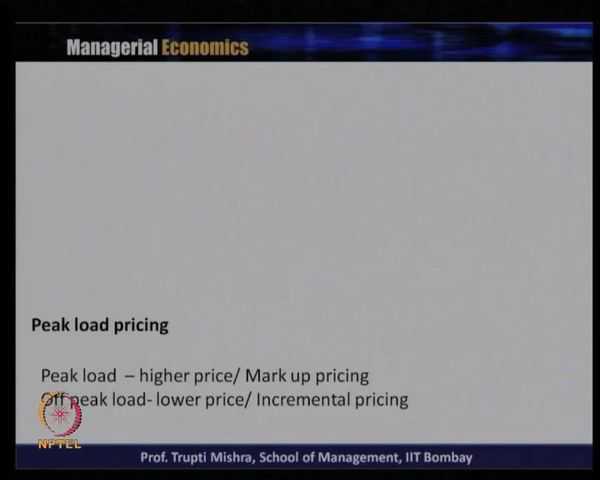 Managerial Economics
Peak load pricing
Peak load – higher price/ Mark up pricing
Off peak load- lower price/ Incremental pricing
NPTEL
Prof. Trupti Mishra, School of Management, IIT Bombay